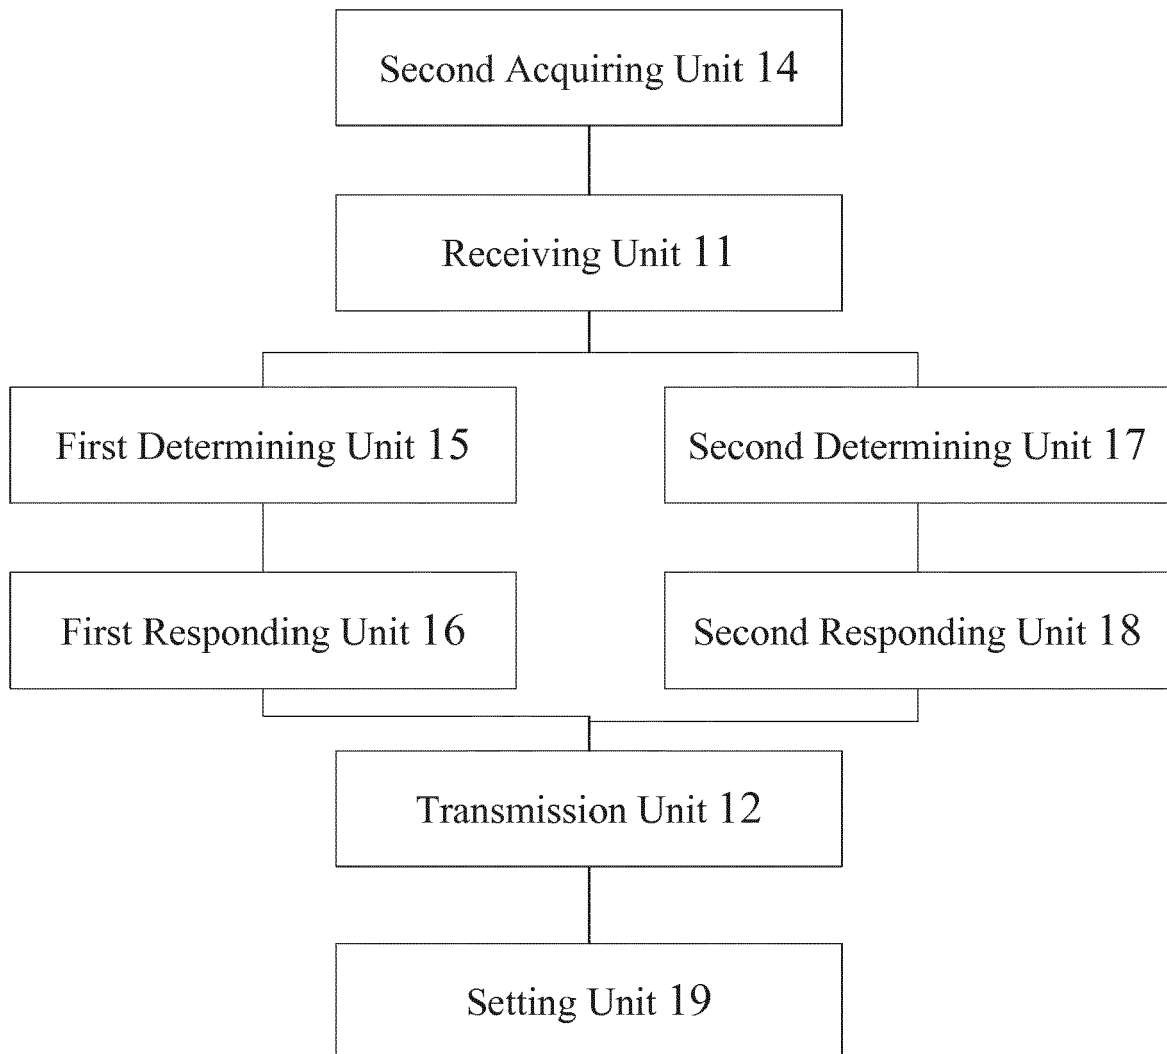 Second Acquiring Unit 14
Receiving Unit 11
First Determining Unit 15
Second Determining Unit 17
First Responding Unit 16
Second Responding Unit 18
Transmission Unit 12
Setting Unit 19